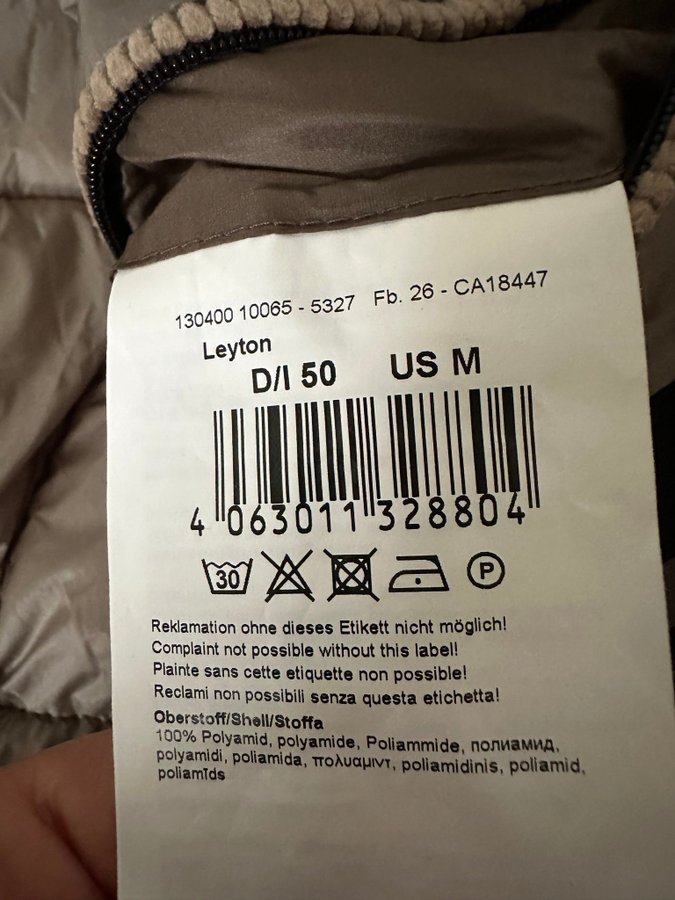 130400 10065 - 5327 Fb. 26 - CA18447
Leyton
D/I 50 US M
4 063011 328804
30 P
Reklamation ohne dieses Etikett nicht möglich!
Complaint not possible without this label!
Plainte sans cette etiquette non possible!
Reclami non possibili senza questa etichetta!
Oberstoff/Shell/Stoffa
100% Polyamid, polyamide, Poliammide, полиамид,
polyamidi, poliamida, πολυαμιντ, poliamidinis, poliamid,
poliamīds